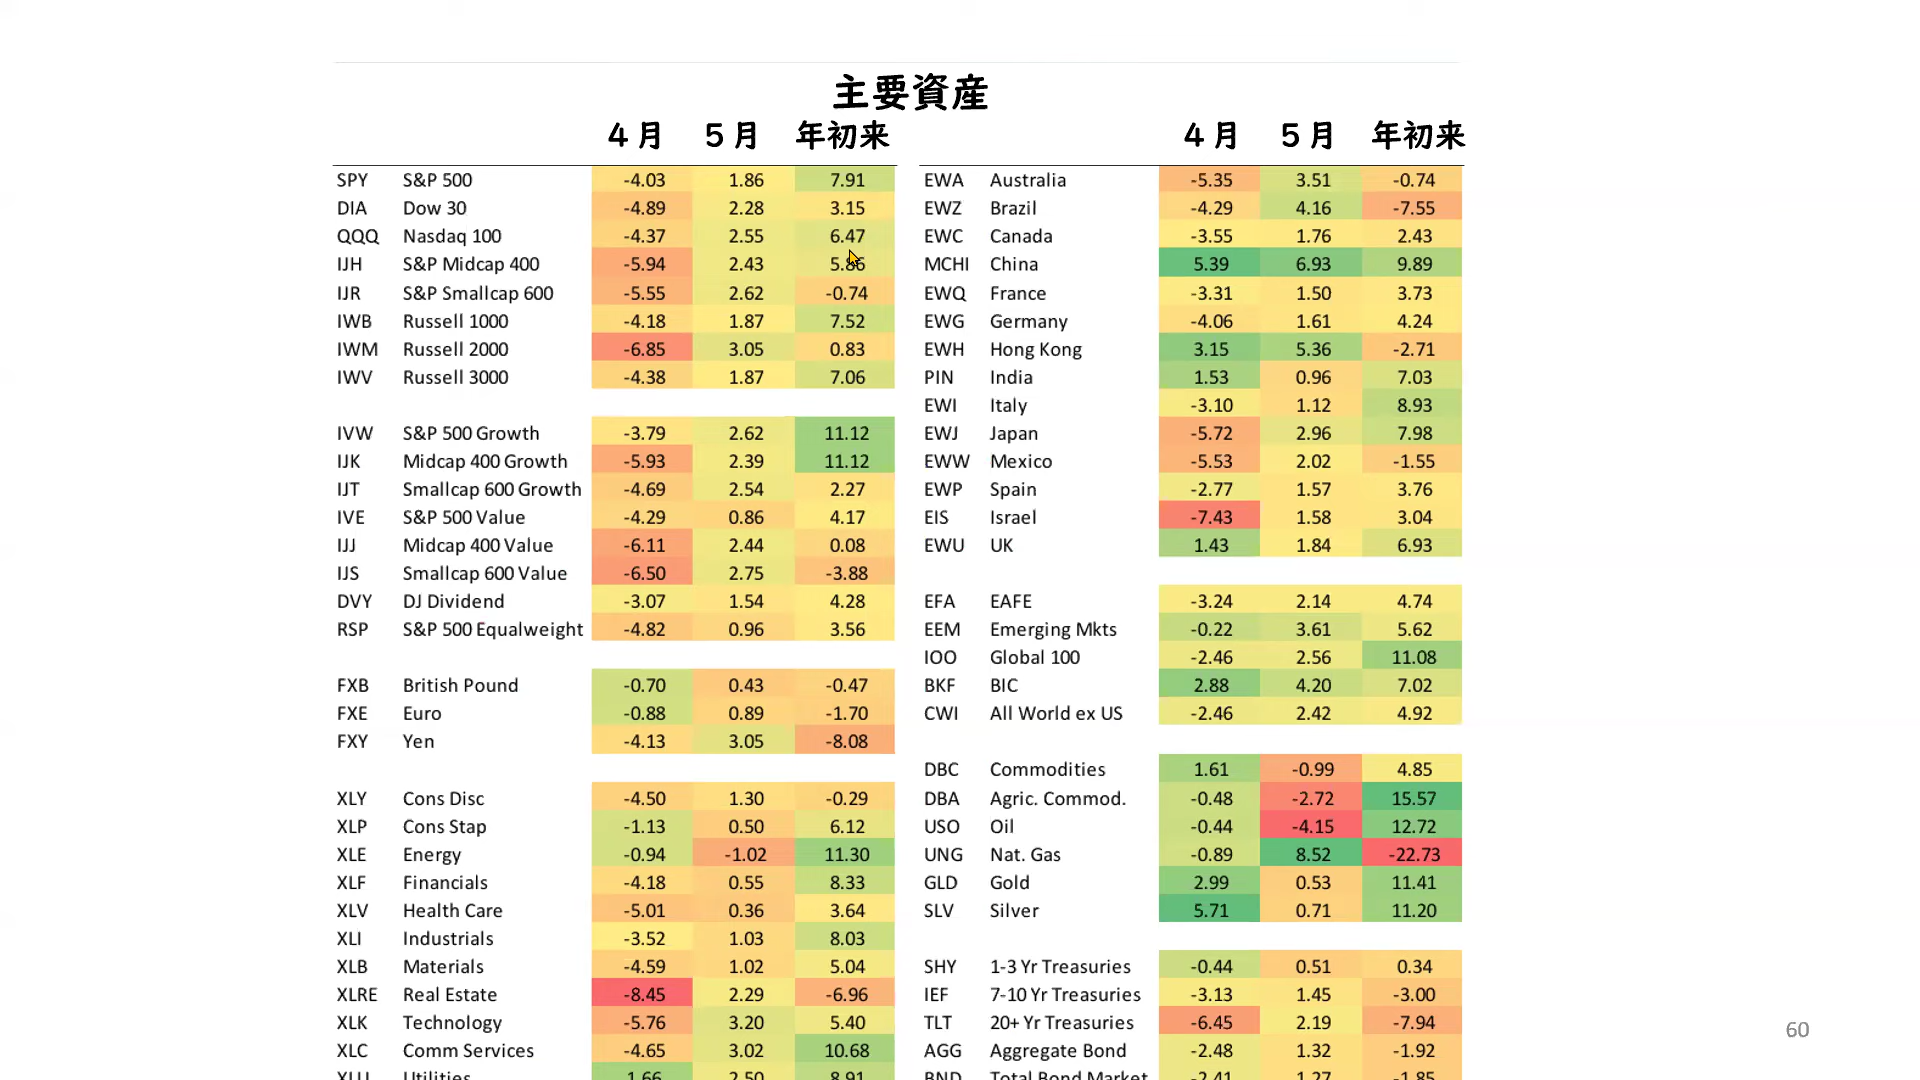 主要資産
４月 ５月 年初来
SPY S&P 500 -4.03 1.86 7.91
DIA Dow 30 -4.89 2.28 3.15
QQQ Nasdaq 100 -4.37 2.55 6.47
IJH S&P Midcap 400 -5.94 2.43 5.86
IJR S&P Smallcap 600 -5.55 2.62 -0.74
IWB Russell 1000 -4.18 1.87 7.52
IWM Russell 2000 -6.85 3.05 0.83
IWV Russell 3000 -4.38 1.87 7.06
IVW S&P 500 Growth -3.79 2.62 11.12
IJK Midcap 400 Growth -5.93 2.39 11.12
IJT Smallcap 600 Growth -4.69 2.54 2.27
IVE S&P 500 Value -4.29 0.86 4.17
IJJ Midcap 400 Value -6.11 2.44 0.08
IJS Smallcap 600 Value -6.50 2.75 -3.88
DVY DJ Dividend -3.07 1.54 4.28
RSP S&P 500 Equalweight -4.82 0.96 3.56
FXB British Pound -0.70 0.43 -0.47
FXE Euro -0.88 0.89 -1.70
FXY Yen -4.13 3.05 -8.08
XLY Cons Disc -4.50 1.30 -0.29
XLP Cons Stap -1.13 0.50 6.12
XLE Energy -0.94 -1.02 11.30
XLF Financials -4.18 0.55 8.33
XLV Health Care -5.01 0.36 3.64
XLI Industrials -3.52 1.03 8.03
XLB Materials -4.59 1.02 5.04
XLRE Real Estate -8.45 2.29 -6.96
XLK Technology -5.76 3.20 5.40
XLC Comm Services -4.65 3.02 10.68
XLU Utilities 1.66 2.50 8.91
４月 ５月 年初来
EWA Australia -5.35 3.51 -0.74
EWZ Brazil -4.29 4.16 -7.55
EWC Canada -3.55 1.76 2.43
MCHI China 5.39 6.93 9.89
EWQ France -3.31 1.50 3.73
EWG Germany -4.06 1.61 4.24
EWH Hong Kong 3.15 5.36 -2.71
PIN India 1.53 0.96 7.03
EWI Italy -3.10 1.12 8.93
EWJ Japan -5.72 2.96 7.98
EWW Mexico -5.53 2.02 -1.55
EWP Spain -2.77 1.57 3.76
EIS Israel -7.43 1.58 3.04
EWU UK 1.43 1.84 6.93
EFA EAFE -3.24 2.14 4.74
EEM Emerging Mkts -0.22 3.61 5.62
IOO Global 100 -2.46 2.56 11.08
BKF BIC 2.88 4.20 7.02
CWI All World ex US -2.46 2.42 4.92
DBC Commodities 1.61 -0.99 4.85
DBA Agric. Commod. -0.48 -2.72 15.57
USO Oil -0.44 -4.15 12.72
UNG Nat. Gas -0.89 8.52 -22.73
GLD Gold 2.99 0.53 11.41
SLV Silver 5.71 0.71 11.20
SHY 1-3 Yr Treasuries -0.44 0.51 0.34
IEF 7-10 Yr Treasuries -3.13 1.45 -3.00
TLT 20+ Yr Treasuries -6.45 2.19 -7.94
AGG Aggregate Bond -2.48 1.32 -1.92
BND Total Bond Market -2.41 1.27 -1.85
60